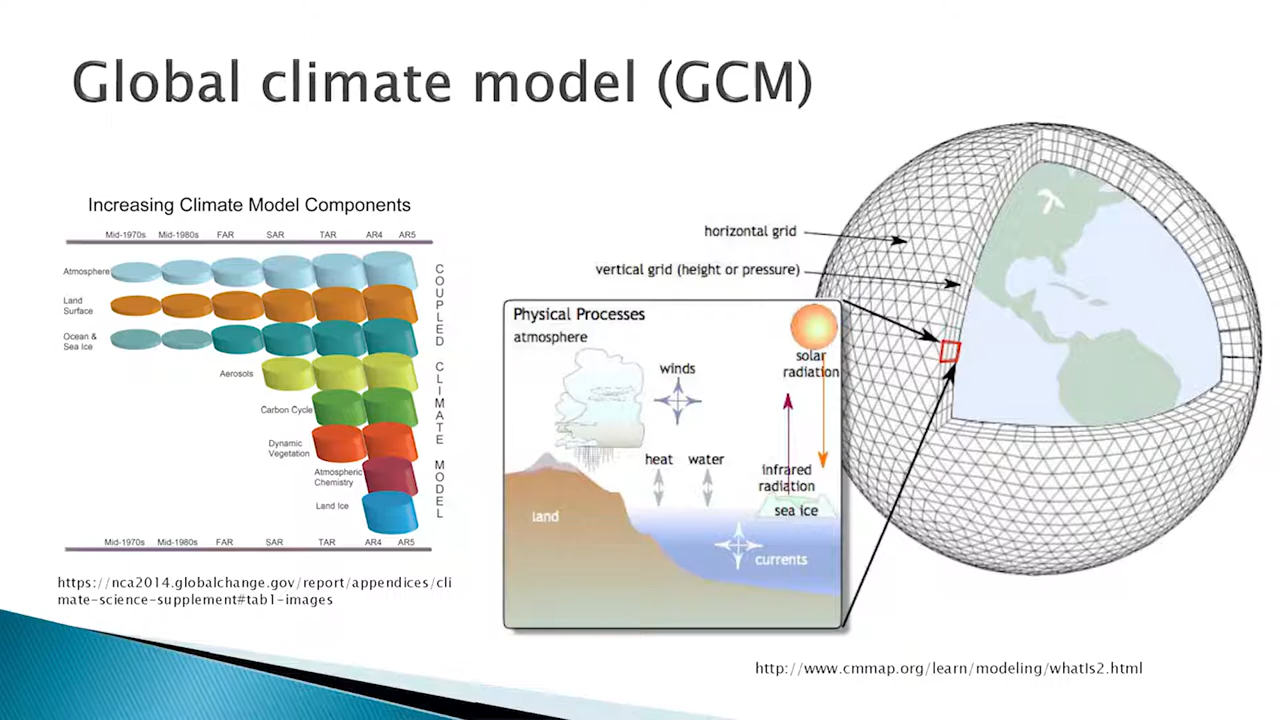 Global climate model (GCM)
Increasing Climate Model Components
Mid-1970s Mid-1980s FAR SAR TAR AR4 AR5
Atmosphere
Land
Surface
Ocean &
Sea Ice
Aerosols
Carbon Cycle
Dynamic
Vegetation
Atmospheric
Chemistry
Land Ice
COUPLED CLIMATE MODEL
Mid-1970s Mid-1980s FAR SAR TAR AR4 AR5
https://nca2014.globalchange.gov/report/appendices/cli
mate-science-supplement#tab1-images
horizontal grid
vertical grid (height or pressure)
Physical Processes
atmosphere
winds
solar
radiation
heat water
infrared
radiation
sea ice
land
currents
http://www.cmmap.org/learn/modeling/whatIs2.html